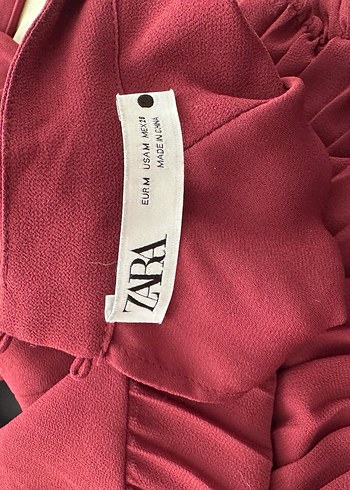 ZARA
EUR M USA M MEX 28
MADE IN CHINA